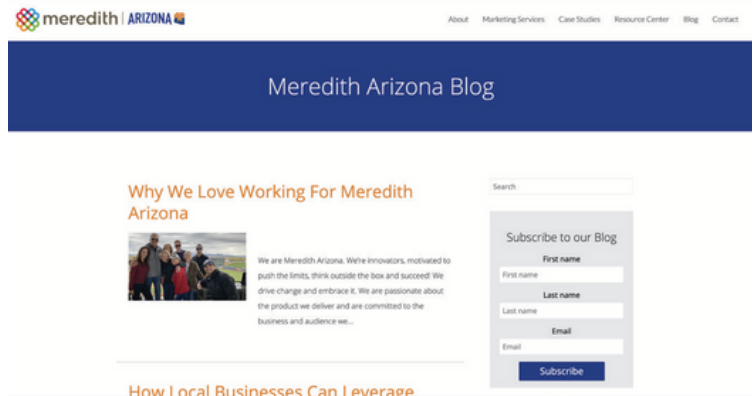 meredith | ARIZONA
About Marketing Services Case Studies Resource Center Blog Contact
Meredith Arizona Blog
Why We Love Working For Meredith
Arizona
We are Meredith Arizona. We're innovators, motivated to
push the limits, think outside the box and succeed! We
drive change and embrace it. We are passionate about
the product we deliver and are committed to the
business and audience we...
How Local Businesses Can Leverage
Search
Subscribe to our Blog
First name
First name
Last name
Last name
Email
Email
Subscribe